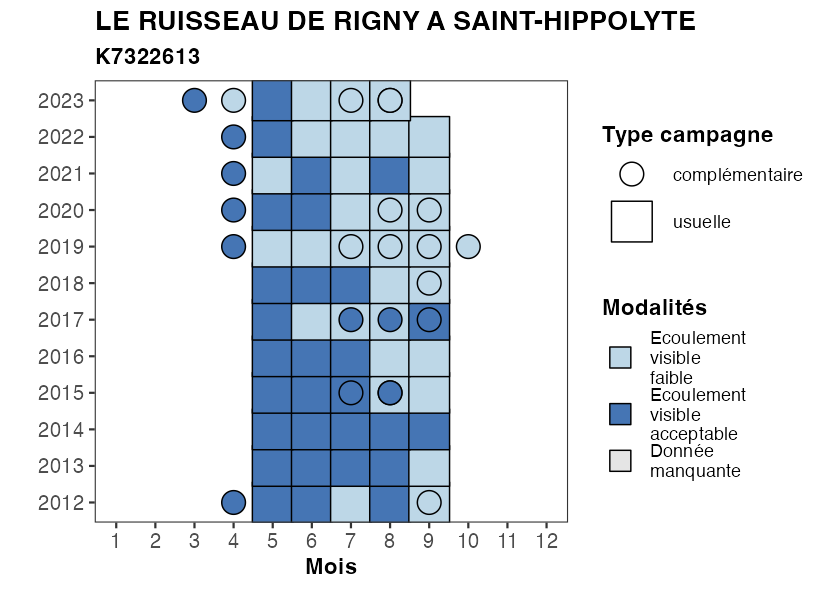 LE RUISSEAU DE RIGNY A SAINT-HIPPOLYTE
K7322613
2023
2022
2021
2020
2019
2018
2017
2016
2015
2014
2013
2012
1 2 3 4 5 6 7 8 9 10 11 12
Mois
Type campagne
complémentaire
usuelle
Modalités
Ecoulement
visible
faible
Ecoulement
visible
acceptable
Donnée
manquante